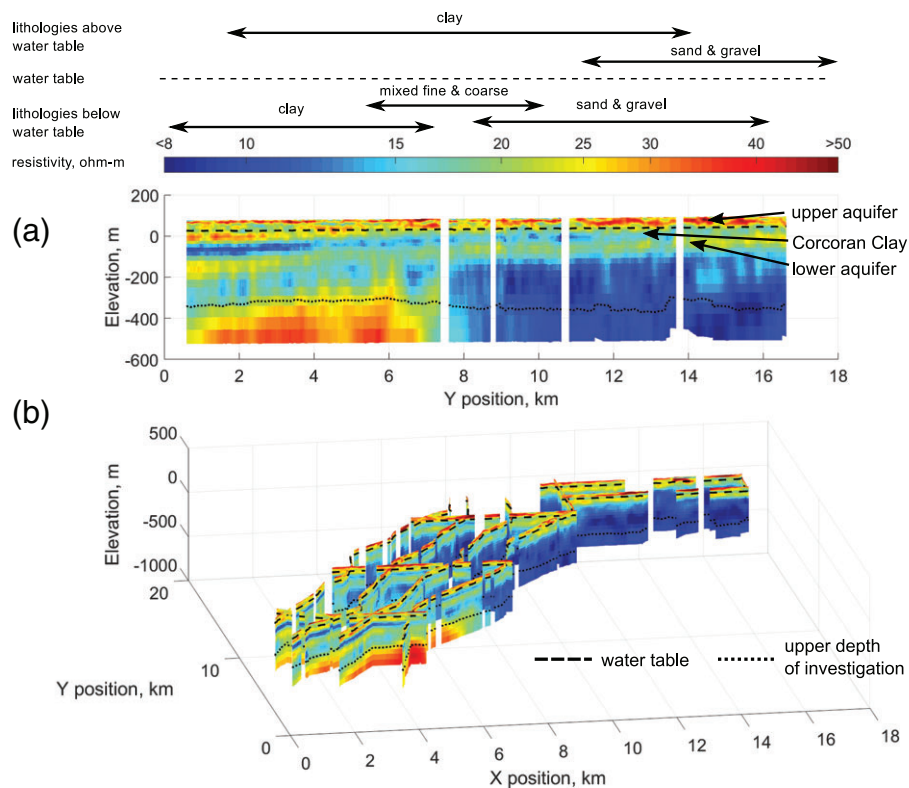 clay
lithologies above
water table
sand & gravel
water table
mixed fine & coarse
lithologies below
water table
clay
sand & gravel
<8 10 15 20 25 30 40 >50
resistivity, ohm-m
(a)
200
0
-200
-400
-600
Elevation, m
upper aquifer
Corcoran Clay
lower aquifer
0 2 4 6 8 10 12 14 16 18
Y position, km
(b)
500
0
-500
-1000
Elevation, m
20
10
0
Y position, km
water table
upper depth
of investigation
0 2 4 6 8 10 12 14 16 18
X position, km